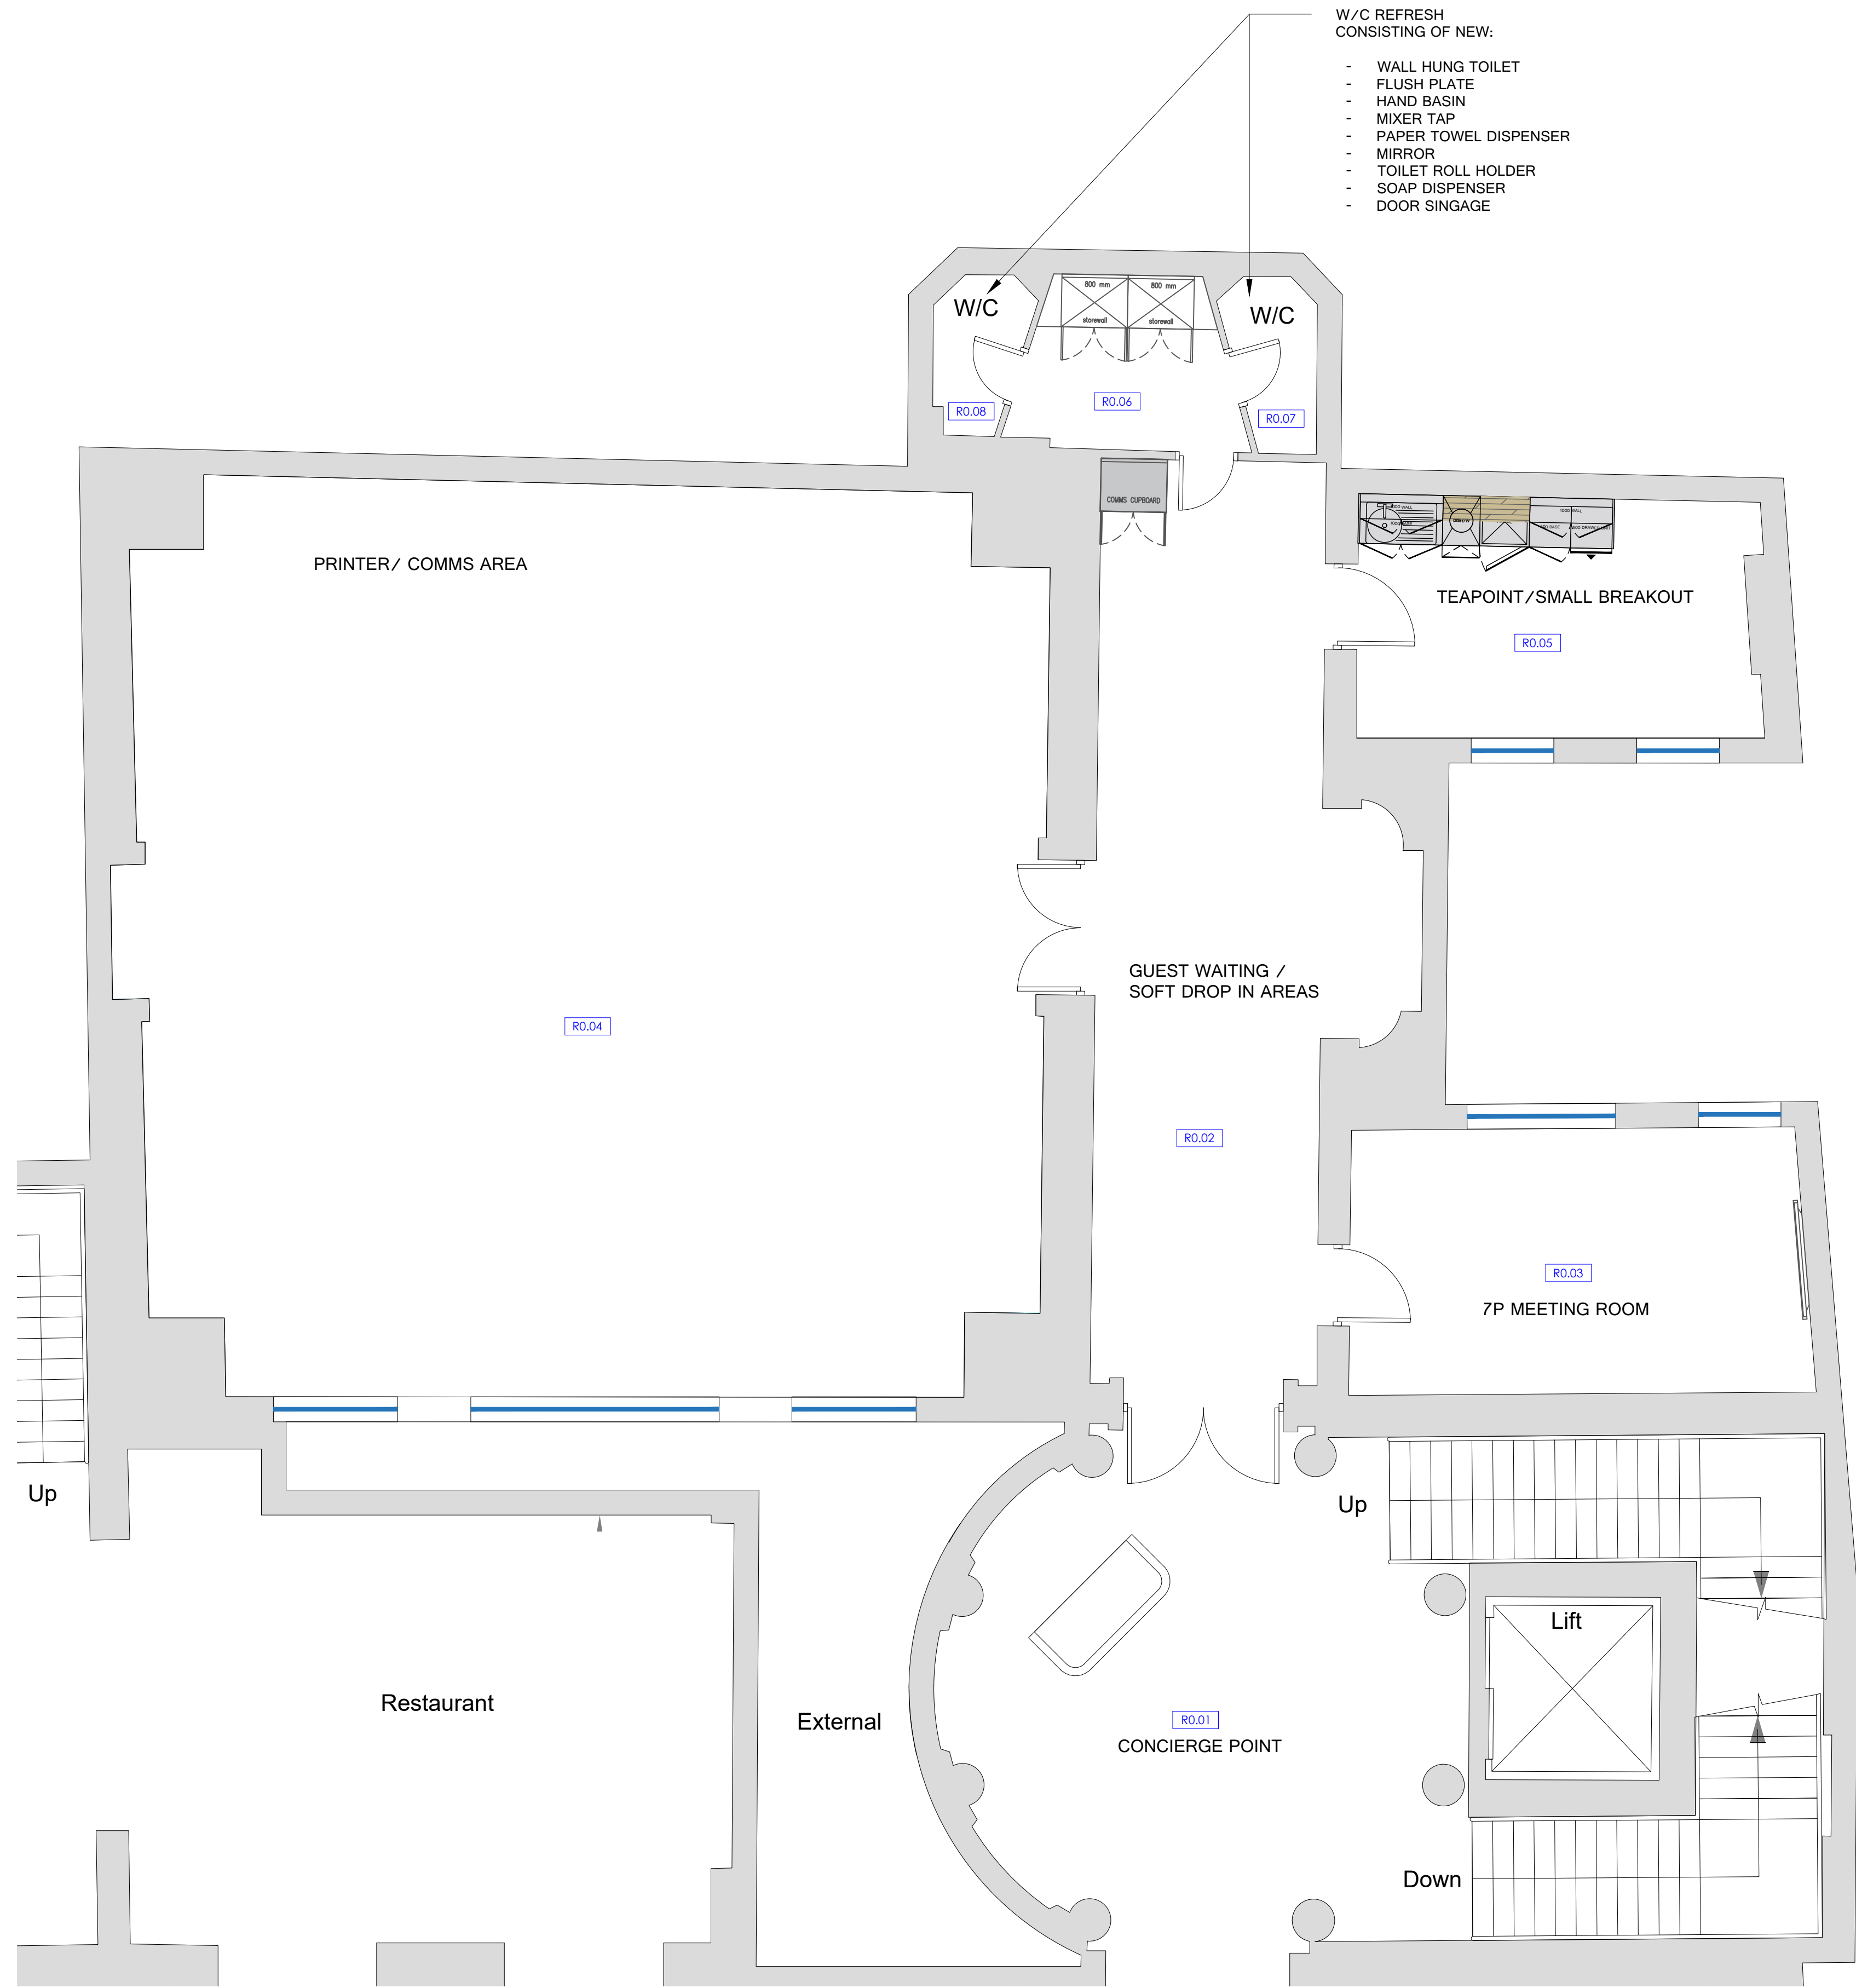 W/C REFRESH
CONSISTING OF NEW:
- WALL HUNG TOILET
- FLUSH PLATE
- HAND BASIN
- MIXER TAP
- PAPER TOWEL DISPENSER
- MIRROR
- TOILET ROLL HOLDER
- SOAP DISPENSER
- DOOR SINGAGE
800 mm
800 mm
W/C
storewall
storewall
W/C
R0.08
R0.06
R0.07
COMMS CUPBOARD
1000 WALL
PRINTER/ COMMS AREA
TEAPOINT/SMALL BREAKOUT
R0.05
GUEST WAITING /
SOFT DROP IN AREAS
R0.04
R0.02
R0.03
7P MEETING ROOM
Up
Up
Lift
Restaurant
External
R0.01
CONCIERGE POINT
Down